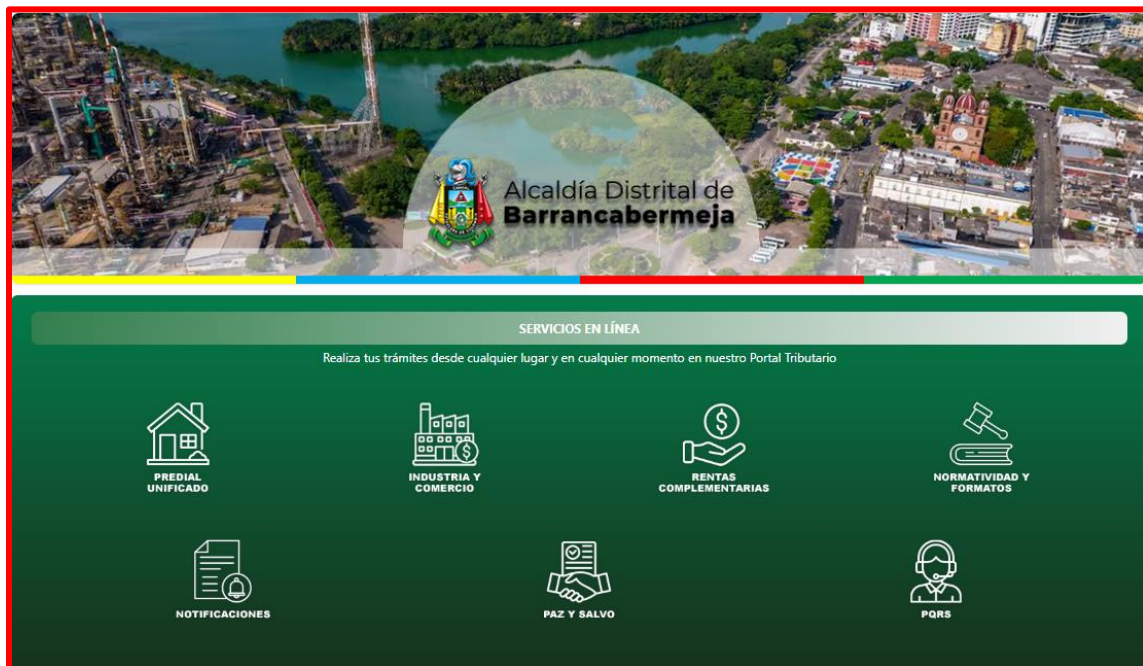 Alcaldía Distrital de
Barrancabermeja
SERVICIOS EN LÍNEA
Realiza tus trámites desde cualquier lugar y en cualquier momento en nuestro Portal Tributario
PREDIAL
UNIFICADO
INDUSTRIA Y
COMERCIO
RENTAS
COMPLEMENTARIAS
NORMATIVIDAD Y
FORMATOS
NOTIFICACIONES
PAZ Y SALVO
PQRS